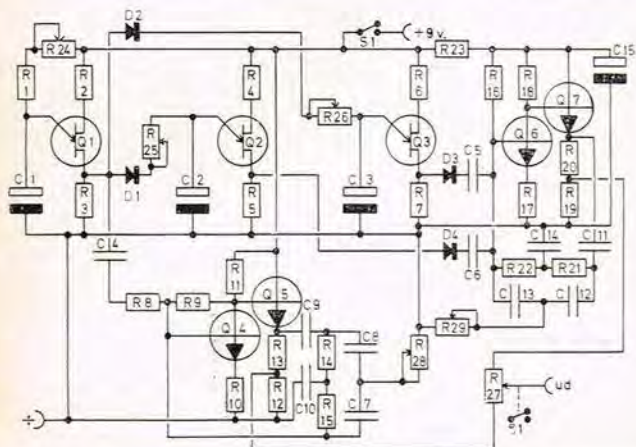 D2
S1
+9v.
R24
R23
C15
R1
R2
R4
R6
R16
R18
Q7
R26
Q6
R25
Q1
Q2
Q3
D3
C5
R20
C1
D1
C2
C3
R3
R5
R7
R17
R19
C4
D4
C6
C14
C11
R11
R22
R21
R8
R9
Q5
C9
C13
C12
Q4
C8
R29
R13
R14
R28
R10
R12
C10
R15
C7
R27
ud
S1
÷